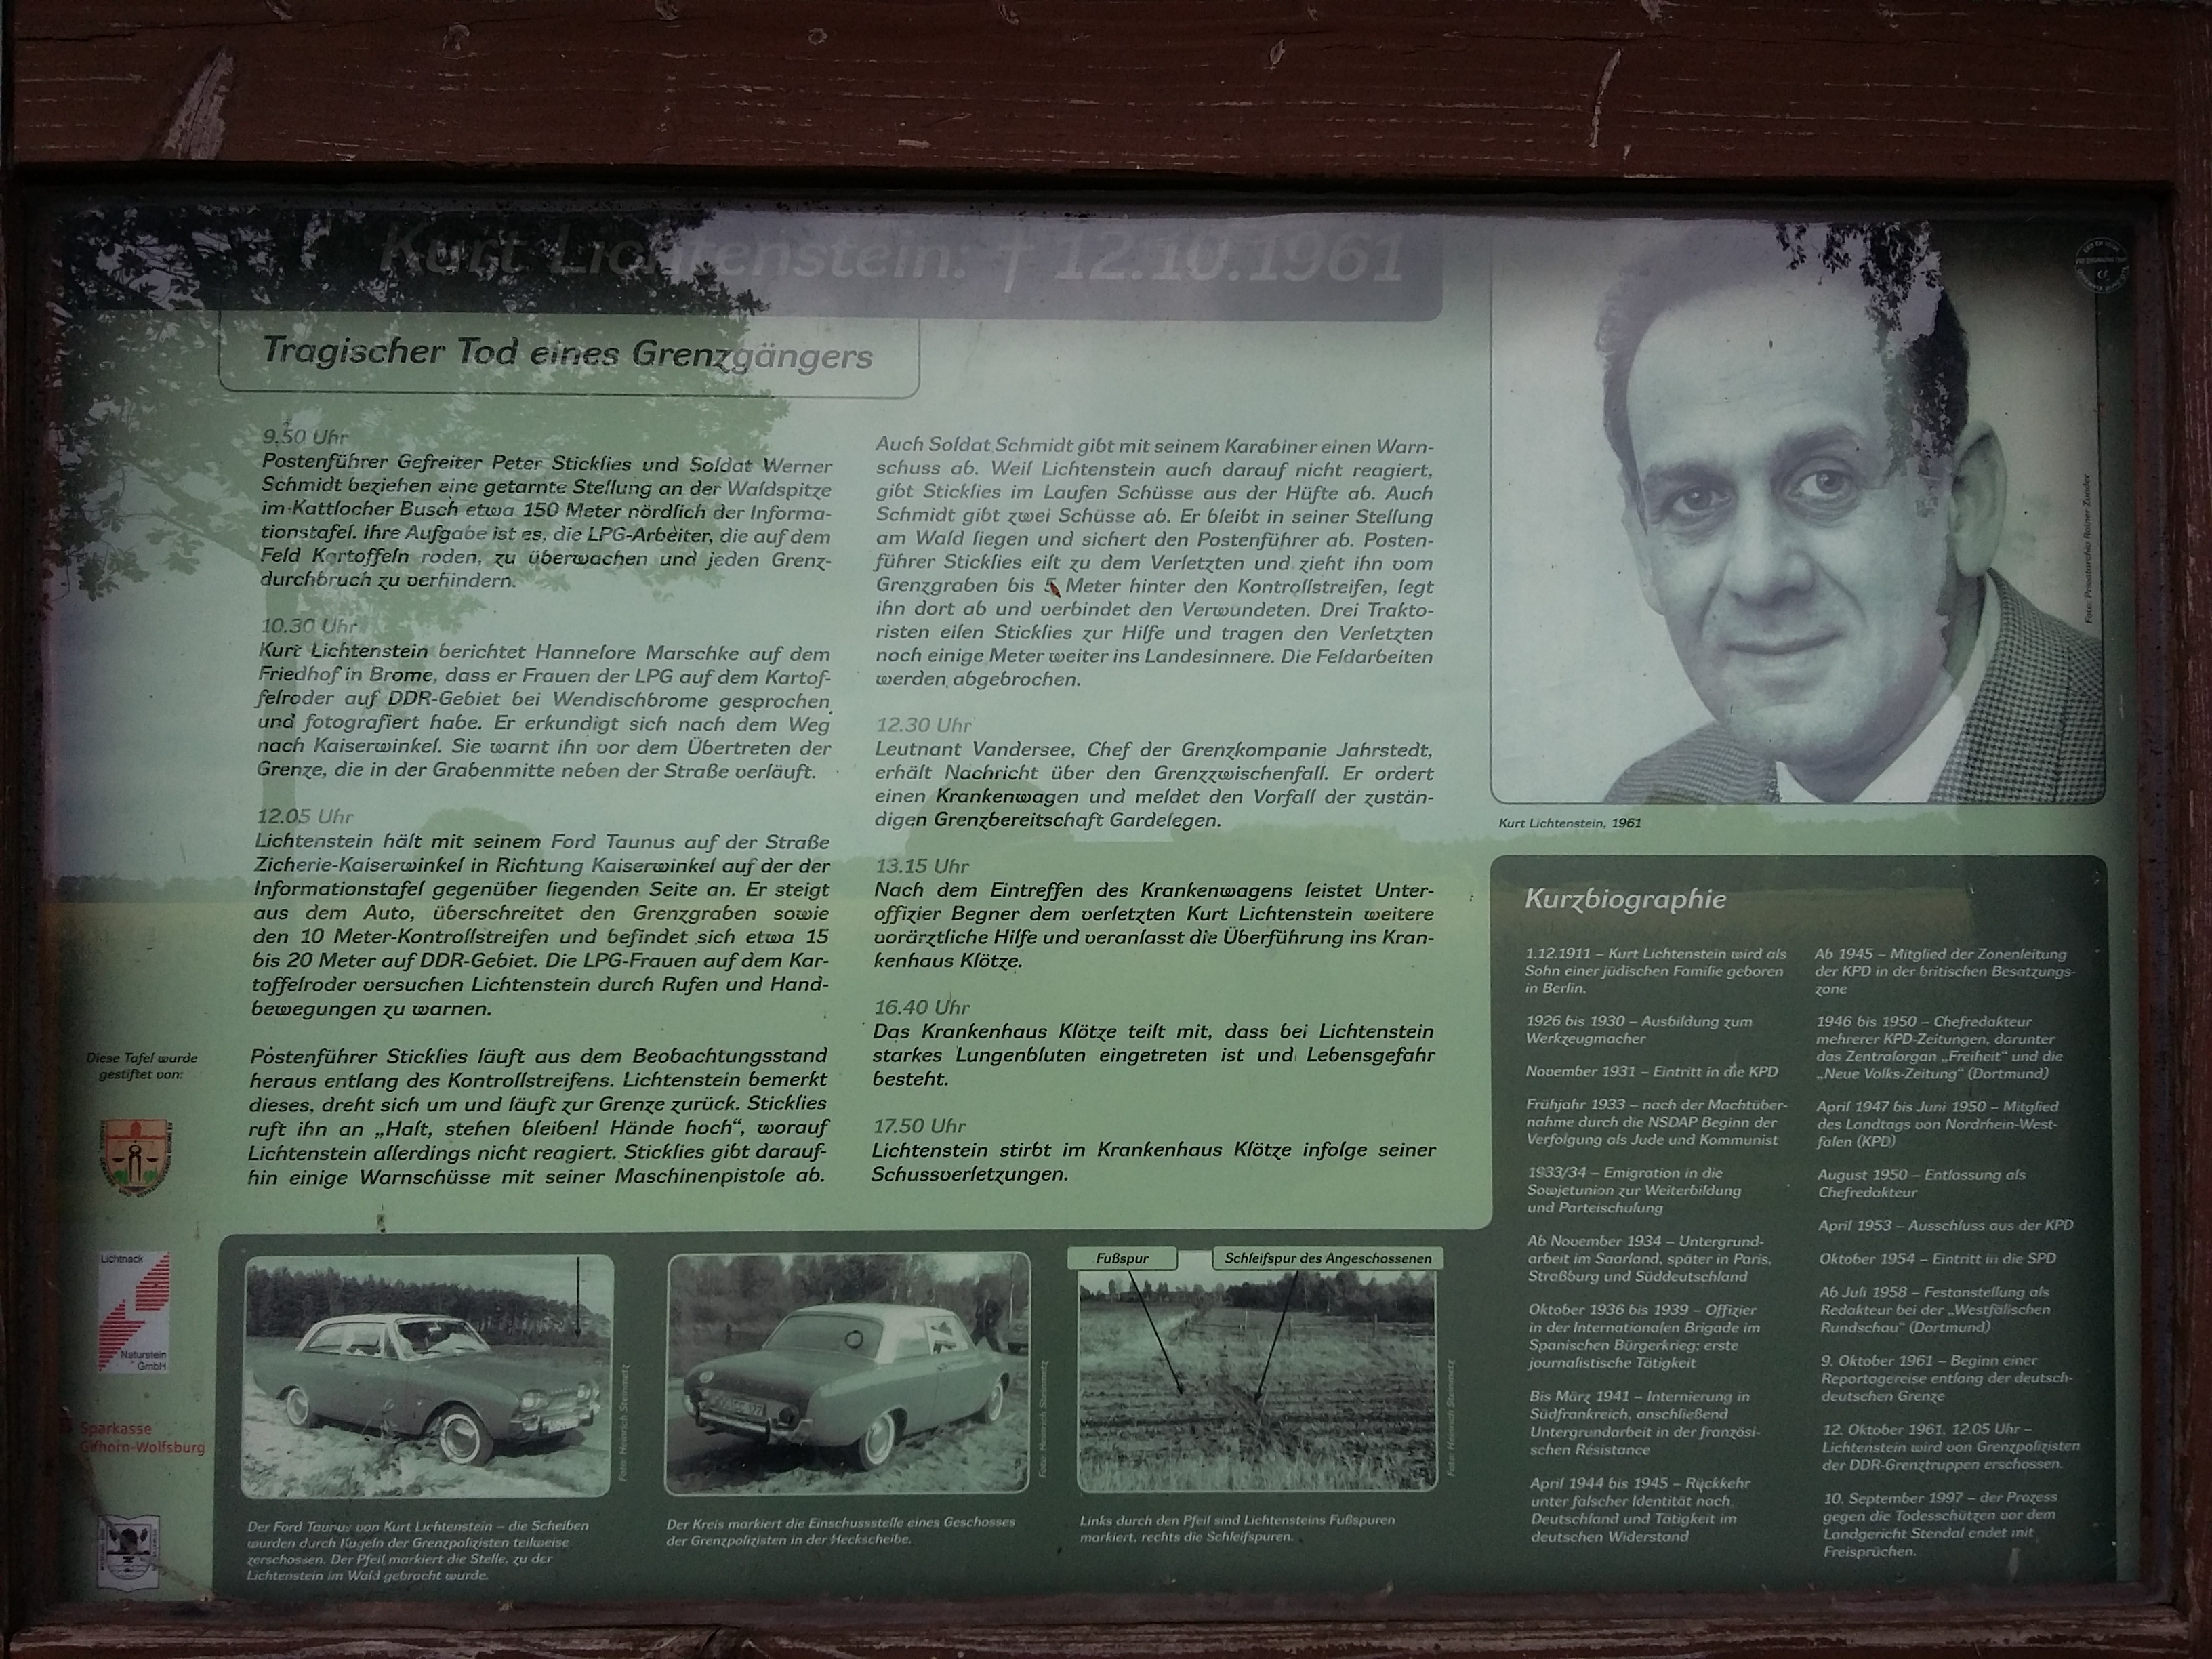 Kurt Lichtenstein: † 12.10.1961
Tragischer Tod eines Grenzgängers
9.50 Uhr
Postenführer Gefreiter Peter Sticklies und Soldat Werner
Schmidt beziehen eine getarnte Stellung an der Waldspitze
im Kattlocher Busch etwa 150 Meter nördlich der Informa-
tionstafel. Ihre Aufgabe ist es, die LPG-Arbeiter, die auf dem
Feld Kartoffeln roden, zu überwachen und jeden Grenz-
durchbruch zu verhindern.
10.30 Uhr
Kurt Lichtenstein berichtet Hannelore Marschke auf dem
Friedhof in Brome, dass er Frauen der LPG auf dem Kartof-
felroder auf DDR-Gebiet bei Wendischbrome gesprochen
und fotografiert habe. Er erkundigt sich nach dem Weg
nach Kaiserwinkel. Sie warnt ihn vor dem Übertreten der
Grenze, die in der Grabenmitte neben der Straße verläuft.
12.05 Uhr
Lichtenstein hält mit seinem Ford Taunus auf der Straße
Zicherie-Kaiserwinkel in Richtung Kaiserwinkel auf der der
Informationstafel gegenüber liegenden Seite an. Er steigt
aus dem Auto, überschreitet den Grenzgraben sowie
den 10 Meter-Kontrollstreifen und befindet sich etwa 15
bis 20 Meter auf DDR-Gebiet. Die LPG-Frauen auf dem Kar-
toffelroder versuchen Lichtenstein durch Rufen und Hand-
bewegungen zu warnen.
Postenführer Sticklies läuft aus dem Beobachtungsstand
heraus entlang des Kontrollstreifens. Lichtenstein bemerkt
dieses, dreht sich um und läuft zur Grenze zurück. Sticklies
ruft ihn an „Halt, stehen bleiben! Hände hoch“, worauf
Lichtenstein allerdings nicht reagiert. Sticklies gibt darauf-
hin einige Warnschüsse mit seiner Maschinenpistole ab.
Auch Soldat Schmidt gibt mit seinem Karabiner einen Warn-
schuss ab. Weil Lichtenstein auch darauf nicht reagiert,
gibt Sticklies im Laufen Schüsse aus der Hüfte ab. Auch
Schmidt gibt zwei Schüsse ab. Er bleibt in seiner Stellung
am Wald liegen und sichert den Postenführer ab. Posten-
führer Sticklies eilt zu dem Verletzten und zieht ihn vom
Grenzgraben bis 5 Meter hinter den Kontrollstreifen, legt
ihn dort ab und verbindet den Verwundeten. Drei Trakto-
risten eilen Sticklies zur Hilfe und tragen den Verletzten
noch einige Meter weiter ins Landesinnere. Die Feldarbeiten
werden abgebrochen.
12.30 Uhr
Leutnant Vandersee, Chef der Grenzkompanie Jahrstedt,
erhält Nachricht über den Grenzzwischenfall. Er ordert
einen Krankenwagen und meldet den Vorfall der zustän-
digen Grenzbereitschaft Gardelegen.
13.15 Uhr
Nach dem Eintreffen des Krankenwagens leistet Unter-
offizier Begner dem verletzten Kurt Lichtenstein weitere
vorärztliche Hilfe und veranlasst die Überführung ins Kran-
kenhaus Klötze.
16.40 Uhr
Das Krankenhaus Klötze teilt mit, dass bei Lichtenstein
starkes Lungenbluten eingetreten ist und Lebensgefahr
besteht.
17.50 Uhr
Lichtenstein stirbt im Krankenhaus Klötze infolge seiner
Schussverletzungen.
Foto: Privatarchiv Rainer Zunder
Kurt Lichtenstein, 1961
Kurzbiographie
1.12.1911 – Kurt Lichtenstein wird als
Sohn einer jüdischen Familie geboren
in Berlin.
1926 bis 1930 – Ausbildung zum
Werkzeugmacher
November 1931 – Eintritt in die KPD
Frühjahr 1933 – nach der Machtüber-
nahme durch die NSDAP Beginn der
Verfolgung als Jude und Kommunist
1933/34 – Emigration in die
Sowjetunion zur Weiterbildung
und Parteischulung
Ab November 1934 – Untergrund-
arbeit im Saarland, später in Paris,
Straßburg und Süddeutschland
Oktober 1936 bis 1939 – Offizier
in der Internationalen Brigade im
Spanischen Bürgerkrieg; erste
journalistische Tätigkeit
Bis März 1941 – Internierung in
Südfrankreich, anschließend
Untergrundarbeit in der französi-
schen Résistance
April 1944 bis 1945 – Rückkehr
unter falscher Identität nach
Deutschland und Tätigkeit im
deutschen Widerstand
Ab 1945 – Mitglied der Zonenleitung
der KPD in der britischen Besatzungs-
zone
1946 bis 1950 – Chefredakteur
mehrerer KPD-Zeitungen, darunter
das Zentralorgan „Freiheit“ und die
„Neue Volks-Zeitung“ (Dortmund)
April 1947 bis Juni 1950 – Mitglied
des Landtags von Nordrhein-West-
falen (KPD)
August 1950 – Entlassung als
Chefredakteur
April 1953 – Ausschluss aus der KPD
Oktober 1954 – Eintritt in die SPD
Ab Juli 1958 – Festanstellung als
Redakteur bei der „Westfälischen
Rundschau“ (Dortmund)
9. Oktober 1961 – Beginn einer
Reportagereise entlang der deutsch-
deutschen Grenze
12. Oktober 1961, 12.05 Uhr –
Lichtenstein wird von Grenzpolizisten
der DDR-Grenztruppen erschossen.
10. September 1997 – der Prozess
gegen die Todesschützen vor dem
Landgericht Stendal endet mit
Freisprüchen.
Diese Tafel wurde
gestiftet von:
Lichtnack
Naturstein
GmbH
Sparkasse
Gifhorn-Wolfsburg
Foto: Heinrich Steinmetz
Der Ford Taunus von Kurt Lichtenstein – die Scheiben
wurden durch Kugeln der Grenzpolizisten teilweise
zerschossen. Der Pfeil markiert die Stelle, zu der
Lichtenstein im Wald gebracht wurde.
Foto: Heinrich Steinmetz
Der Kreis markiert die Einschussstelle eines Geschosses
der Grenzpolizisten in der Heckscheibe.
Fußspur
Schleifspur des Angeschossenen
Foto: Heinrich Steinmetz
Links durch den Pfeil sind Lichtensteins Fußspuren
markiert, rechts die Schleifspuren.